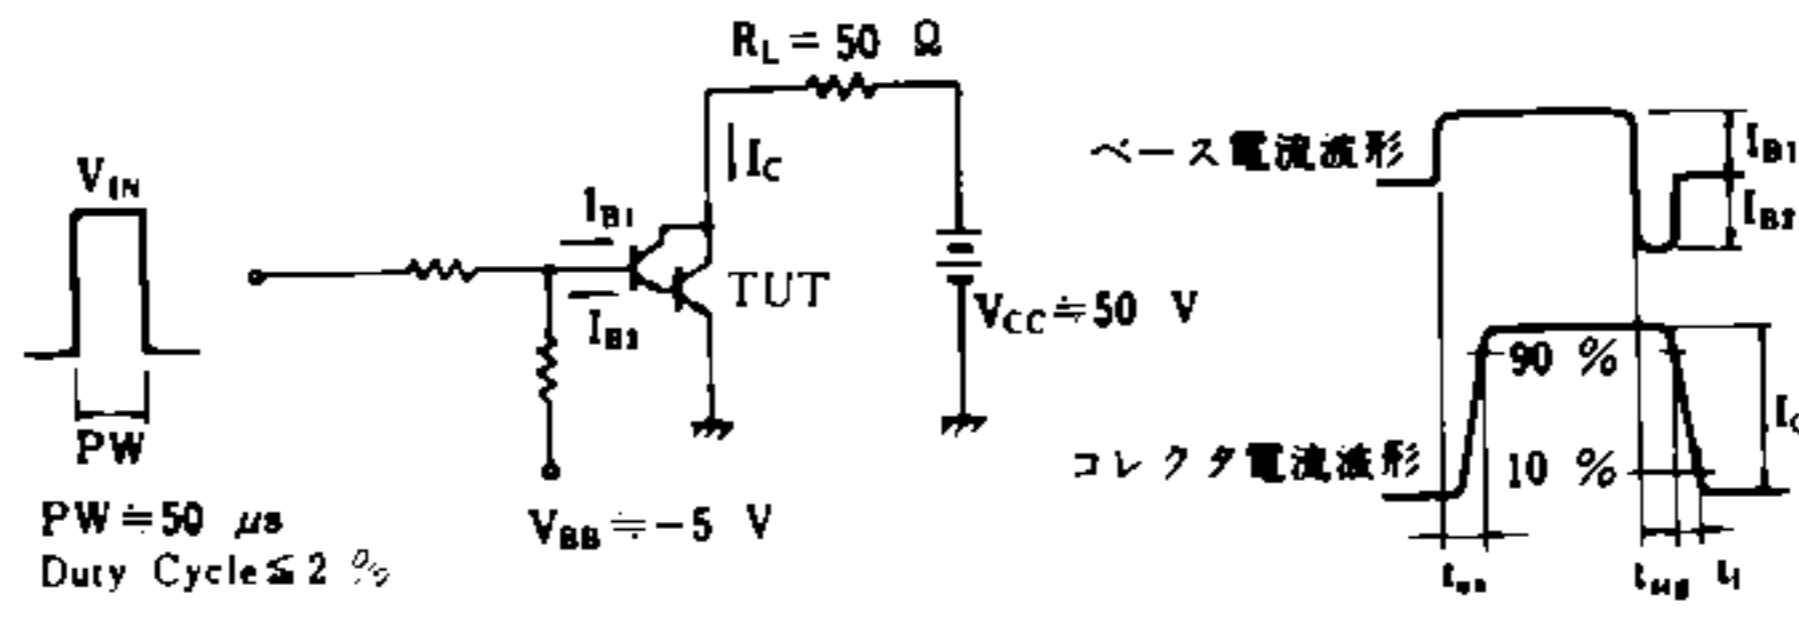 R_L = 50 Ω
V_IN
I_B1
I_C
TUT
I_B2
V_CC ≒ 50 V
PW
PW ≒ 50 μs
Duty Cycle ≦ 2 %
V_BB ≒ -5 V
ベース電流波形
I_B1
I_B2
90 %
コレクタ電流波形
10 %
I_C
t_on
t_stg
t_f